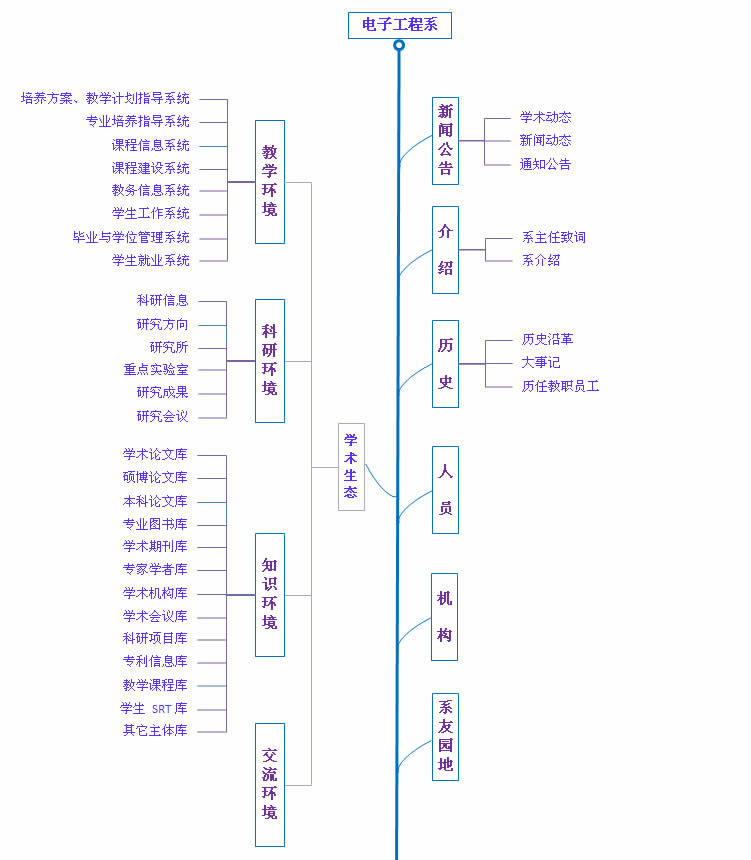 电子工程系
培养方案、教学计划指导系统
专业培养指导系统
课程信息系统
课程建设系统
教务信息系统
学生工作系统
毕业与学位管理系统
学生就业系统
教学环境
科研信息
研究方向
研究所
重点实验室
研究成果
研究会议
科研环境
学术论文库
硕博论文库
本科论文库
专业图书库
学术期刊库
专家学者库
学术机构库
学术会议库
科研项目库
专利信息库
教学课程库
学生 SRT 库
其它主体库
知识环境
交流环境
学术生态
新闻公告
学术动态
新闻动态
通知公告
介绍
系主任致词
系介绍
历史
历史沿革
大事记
历任教职员工
人员
机构
系友园地